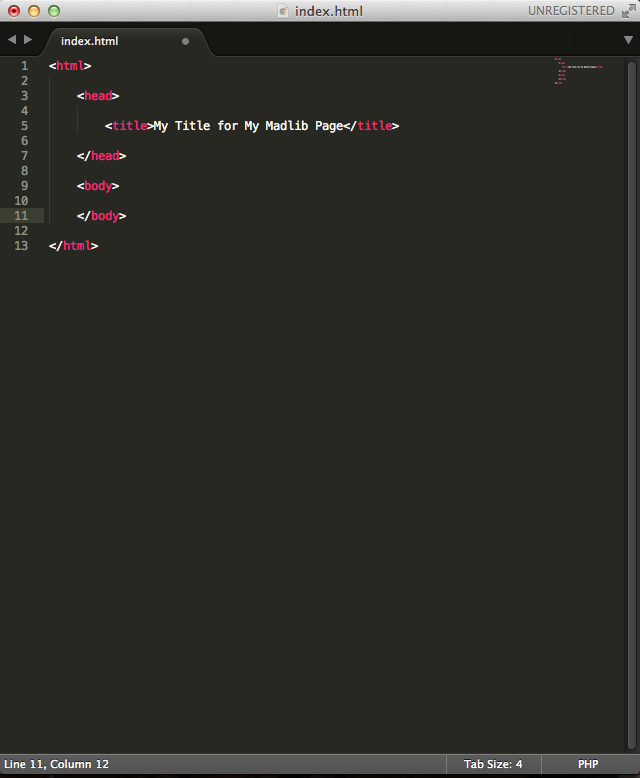 index.html
UNREGISTERED
index.html
1 <html>
2
3 <head>
4
5 <title>My Title for My Madlib Page</title>
6
7 </head>
8
9 <body>
10
11 </body>
12
13 </html>
Line 11, Column 12
Tab Size: 4
PHP